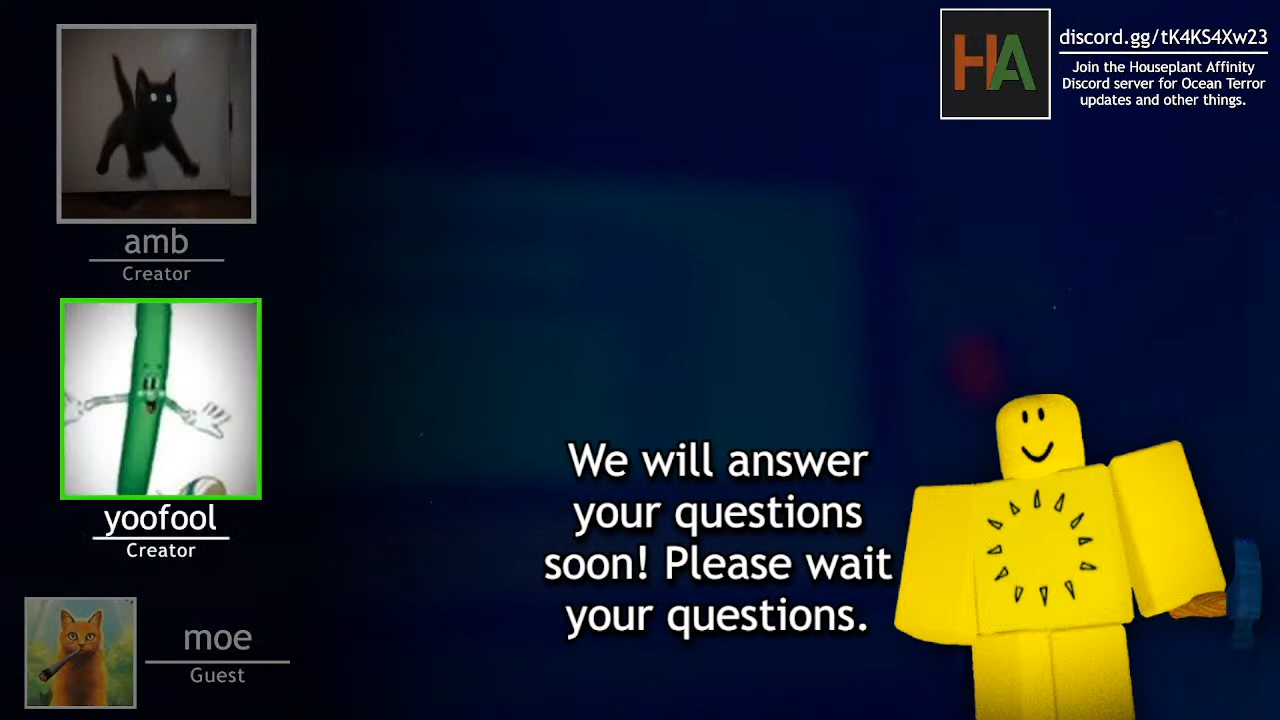 amb
Creator
yoofool
Creator
moe
Guest
HA
discord.gg/tK4KS4Xw23
Join the Houseplant Affinity
Discord server for Ocean Terror
updates and other things.
We will answer
your questions
soon! Please wait
your questions.